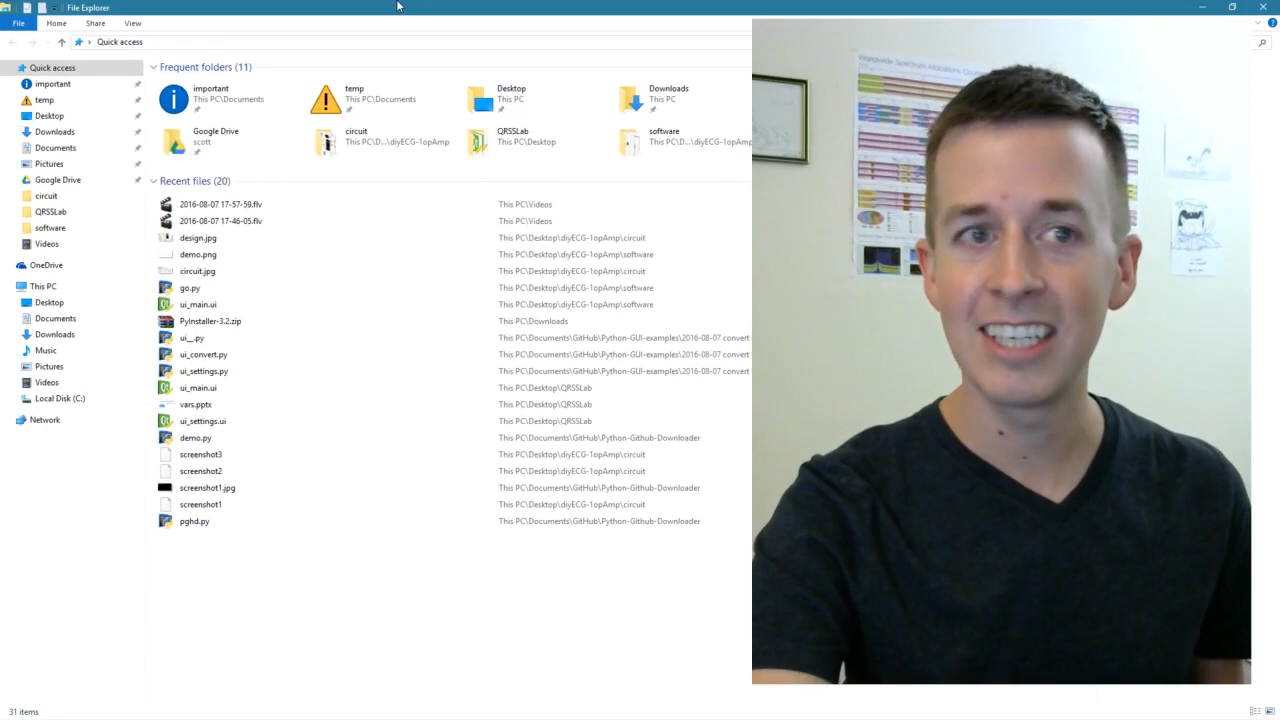 File Explorer
File Home Share View
Quick access
Quick access
important
temp
Desktop
Downloads
Documents
Pictures
Google Drive
circuit
QRSSLab
software
Videos
OneDrive
This PC
Desktop
Documents
Downloads
Music
Pictures
Videos
Local Disk (C:)
Network
Frequent folders (11)
important
This PC\Documents
temp
This PC\Documents
Desktop
This PC
Downloads
This PC
Google Drive
scott
circuit
This PC\D...\diyECG-1opAmp
QRSSLab
This PC\Desktop
software
This PC\D...\diyECG-1opAmp
Recent files (20)
2016-08-07 17-57-59.flv This PC\Videos
2016-08-07 17-46-05.flv This PC\Videos
design.jpg This PC\Desktop\diyECG-1opAmp\circuit
demo.png This PC\Desktop\diyECG-1opAmp\software
circuit.jpg This PC\Desktop\diyECG-1opAmp\circuit
go.py This PC\Desktop\diyECG-1opAmp\software
ui_main.ui This PC\Desktop\diyECG-1opAmp\software
PyInstaller-3.2.zip This PC\Downloads
ui__.py This PC\Documents\GitHub\Python-GUI-examples\2016-08-07 convert
ui_convert.py This PC\Documents\GitHub\Python-GUI-examples\2016-08-07 convert
ui_settings.py This PC\Documents\GitHub\Python-GUI-examples\2016-08-07 convert
ui_main.ui This PC\Desktop\QRSSLab
vars.pptx This PC\Desktop\QRSSLab
ui_settings.ui This PC\Desktop\QRSSLab
demo.py This PC\Documents\GitHub\Python-Github-Downloader
screenshot3 This PC\Desktop\diyECG-1opAmp\circuit
screenshot2 This PC\Desktop\diyECG-1opAmp\circuit
screenshot1.jpg This PC\Documents\GitHub\Python-Github-Downloader
screenshot1 This PC\Desktop\diyECG-1opAmp\circuit
pghd.py This PC\Documents\GitHub\Python-Github-Downloader
31 items
Worldwide Spectrum Allocations